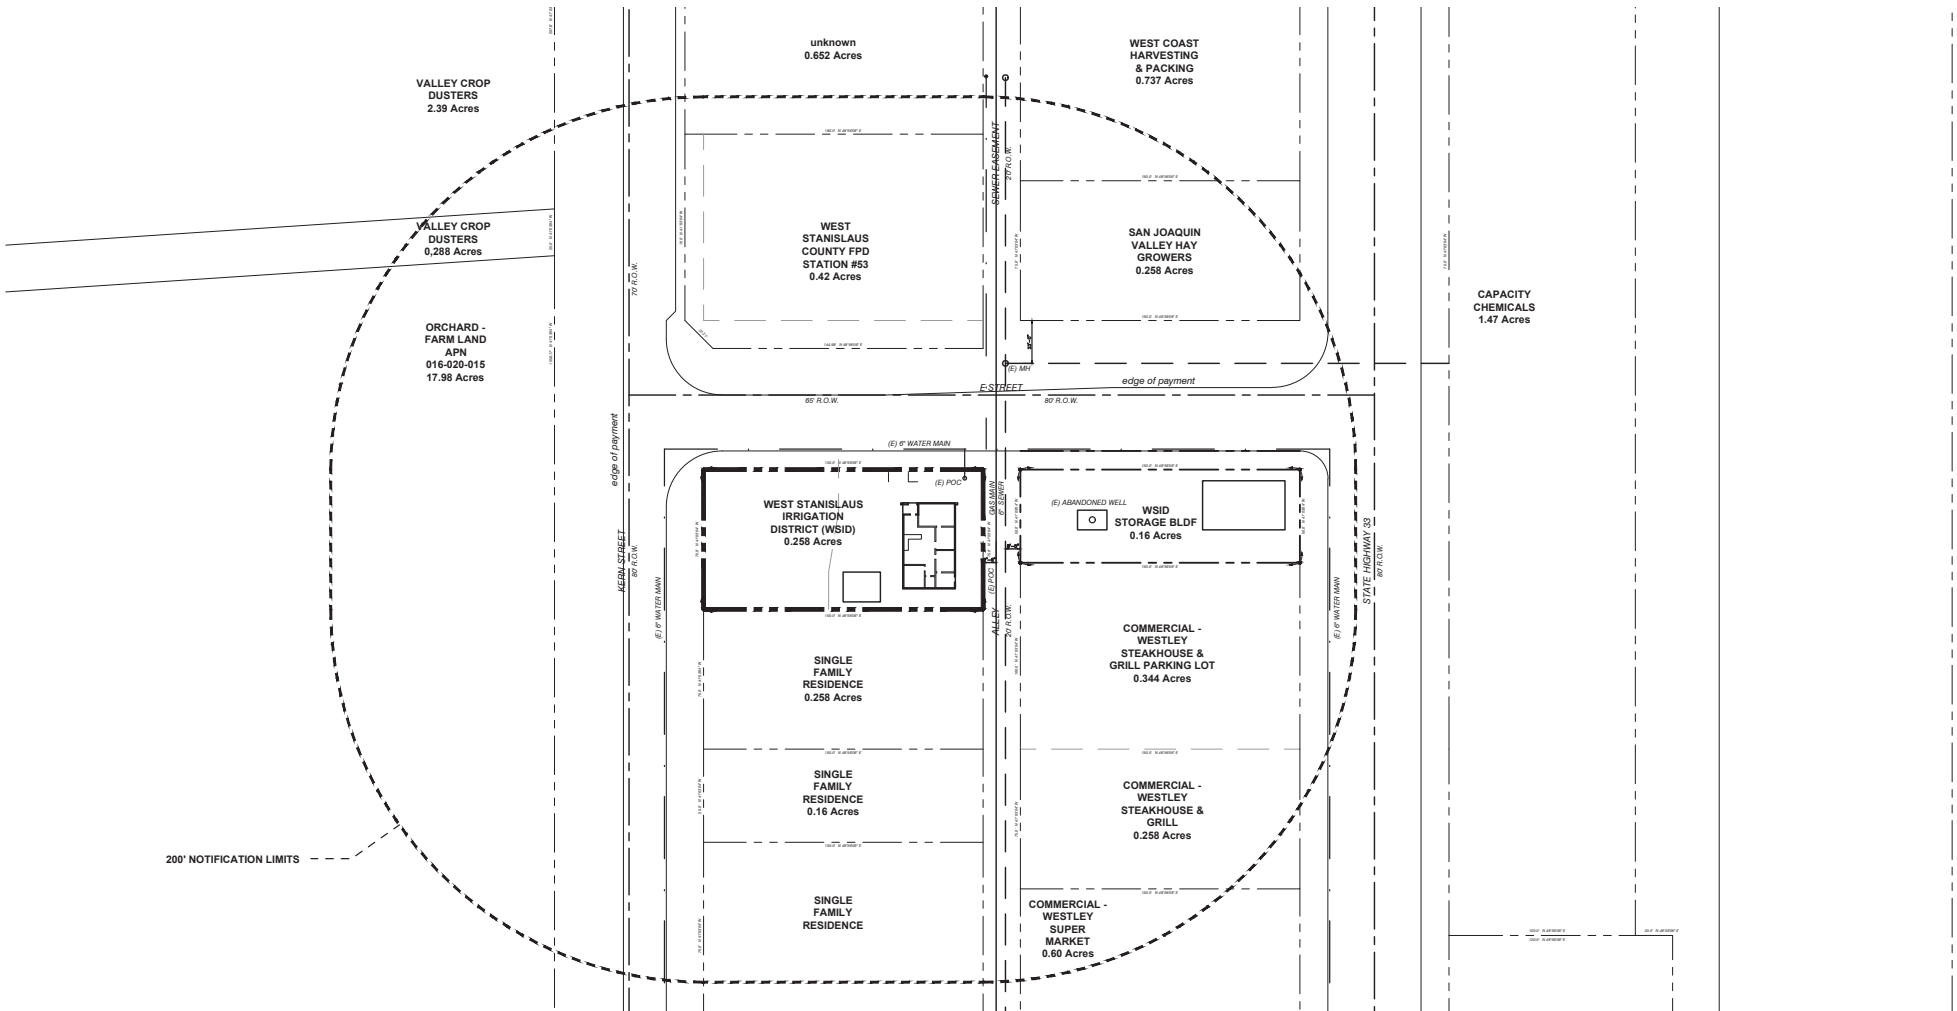 unknown
0.652 Acres
WEST COAST
HARVESTING
& PACKING
0.737 Acres
VALLEY CROP
DUSTERS
2.39 Acres
SEWER EASEMENT
20' R.O.W.
VALLEY CROP
DUSTERS
0,288 Acres
WEST
STANISLAUS
COUNTY FPD
STATION #53
0.42 Acres
SAN JOAQUIN
VALLEY HAY
GROWERS
0.258 Acres
70' R.O.W.
CAPACITY
CHEMICALS
1.47 Acres
ORCHARD -
FARM LAND
APN
016-020-015
17.98 Acres
(E) MH
E-STREET
edge of payment
65' R.O.W.
80' R.O.W.
edge of payment
(E) 6" WATER MAIN
(E) POC
GAS MAIN
6" SEWER
WEST STANISLAUS
IRRIGATION
DISTRICT (WSID)
0.258 Acres
(E) ABANDONED WELL
WSID
STORAGE BLDF
0.16 Acres
KERN STREET
80' R.O.W.
STATE HIGHWAY 33
80' R.O.W.
(E) 6" WATER MAIN
(E) POC
ALLEY
20' R.O.W.
(E) 6" WATER MAIN
SINGLE
FAMILY
RESIDENCE
0.258 Acres
COMMERCIAL -
WESTLEY
STEAKHOUSE &
GRILL PARKING LOT
0.344 Acres
SINGLE
FAMILY
RESIDENCE
0.16 Acres
COMMERCIAL -
WESTLEY
STEAKHOUSE &
GRILL
0.258 Acres
200' NOTIFICATION LIMITS
SINGLE
FAMILY
RESIDENCE
COMMERCIAL -
WESTLEY
SUPER
MARKET
0.60 Acres